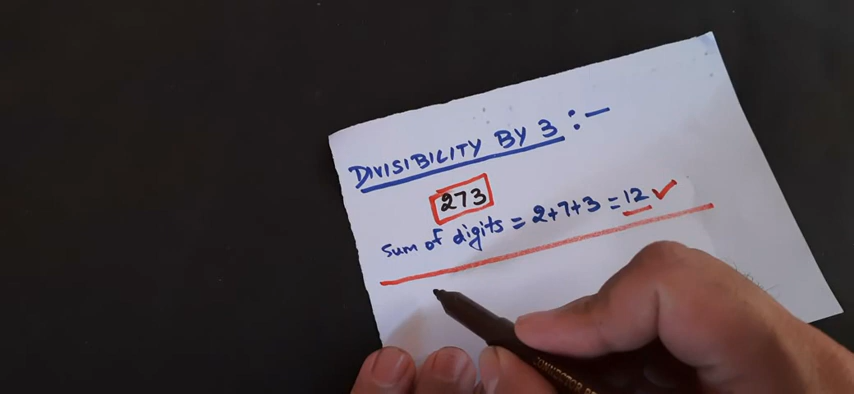 DIVISIBILITY BY 3 :-
273
Sum of digits = 2+7+3 = 12 ✓